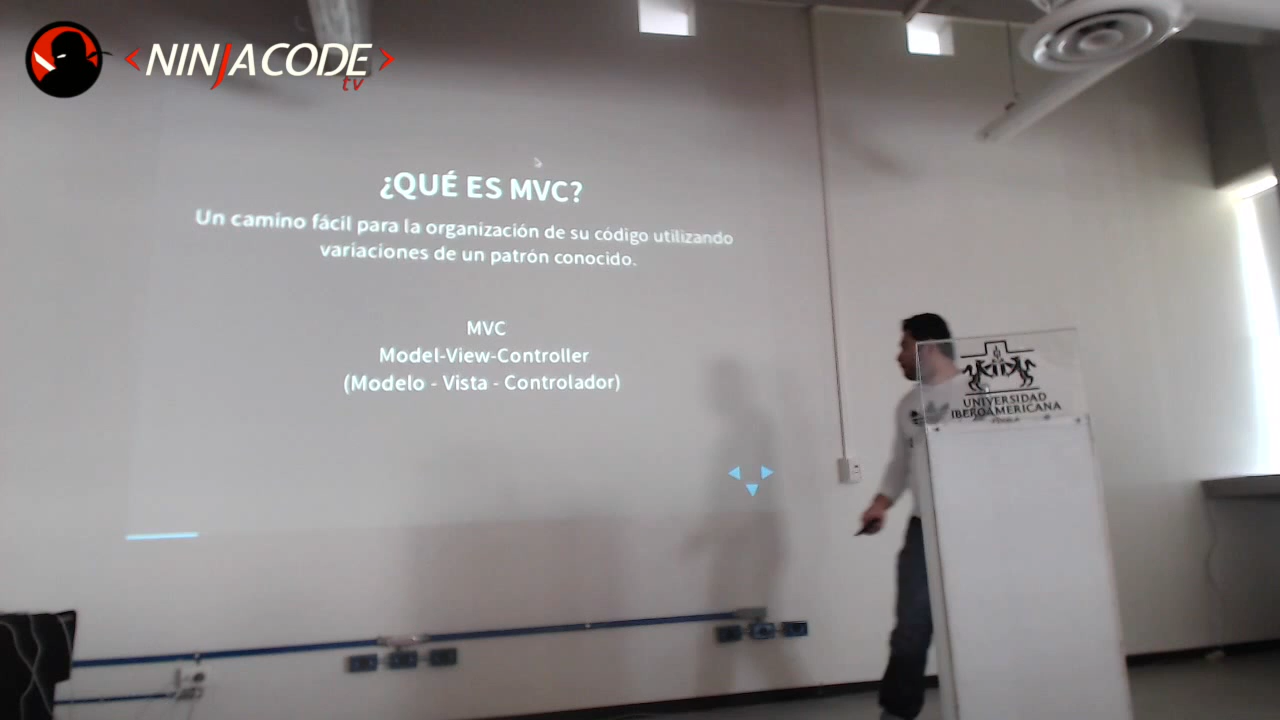 <NINJACODE>
tv
¿QUÉ ES MVC?
Un camino fácil para la organización de su código utilizando
variaciones de un patrón conocido.
MVC
Model-View-Controller
(Modelo - Vista - Controlador)
UNIVERSIDAD
IBEROAMERICANA